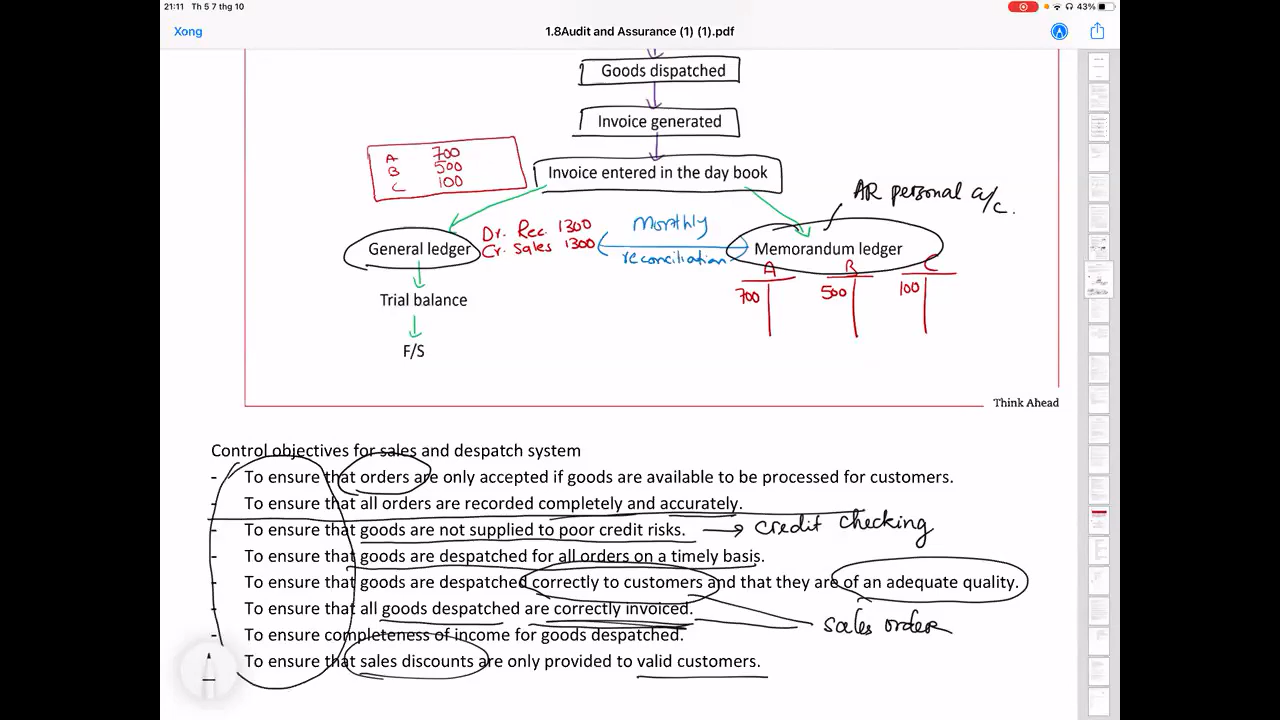 21:11 Th 5 7 thg 10
43%
Xong
1.8Audit and Assurance (1) (1).pdf
Goods dispatched
Invoice generated
A 700
B 500
C 100
Invoice entered in the day book
AR personal a/c.
General ledger
Dr. Rec. 1300
Cr. Sales 1300
Monthly
reconciliation
Memorandum ledger
A B C
700 500 100
Trial balance
F/S
Think Ahead
Control objectives for sales and despatch system
- To ensure that orders are only accepted if goods are available to be processed for customers.
- To ensure that all orders are recorded completely and accurately.
- To ensure that goods are not supplied to poor credit risks. → Credit Checking
- To ensure that goods are despatched for all orders on timely basis.
- To ensure that goods are despatched correctly to customers and that they are of an adequate quality.
- To ensure that all goods despatched are correctly invoiced.
sales order
- To ensure completeness of income for goods despatched.
- To ensure that sales discounts are only provided to valid customers.